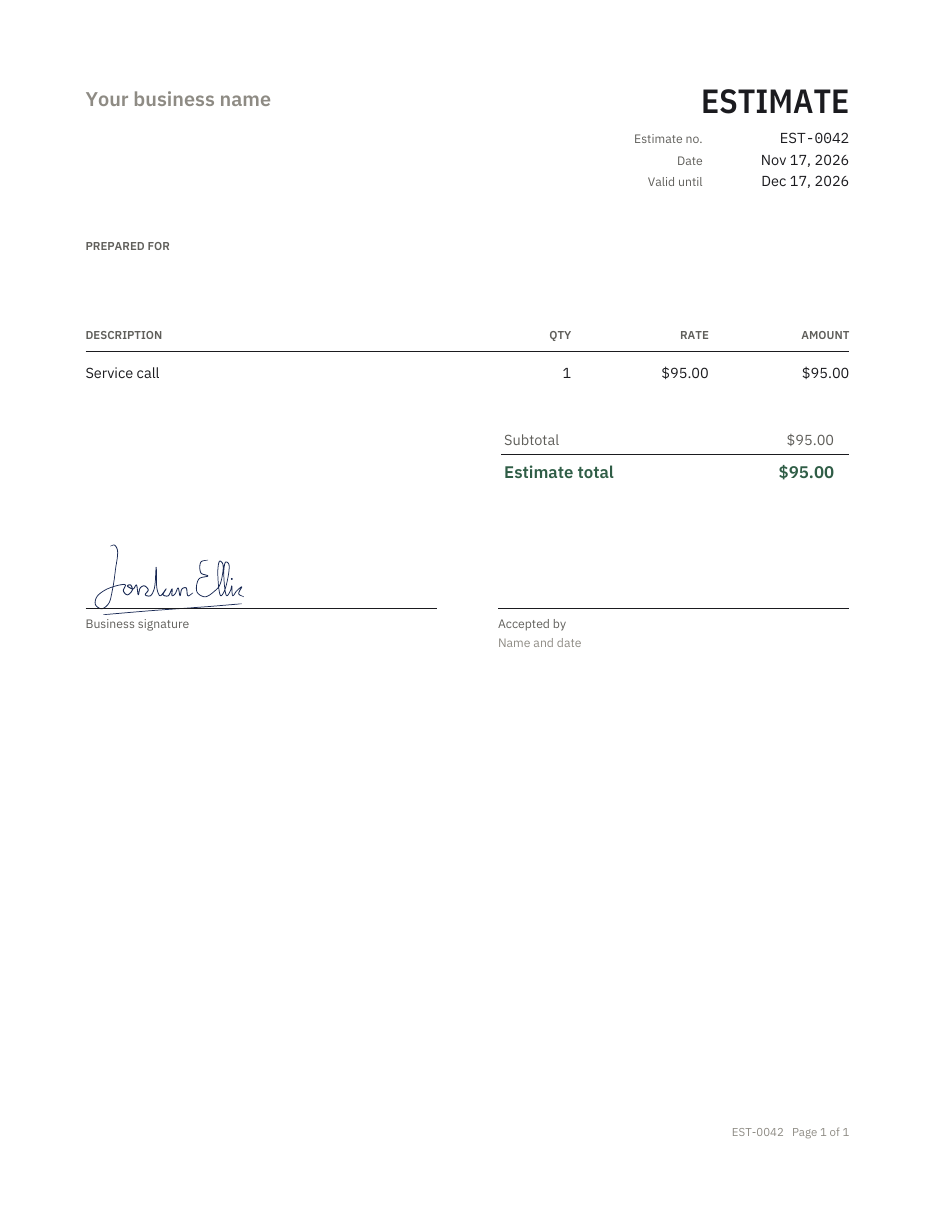 Your business name
ESTIMATE
Estimate no. EST-0042
Date Nov 17, 2026
Valid until Dec 17, 2026
PREPARED FOR
DESCRIPTION QTY RATE AMOUNT
Service call 1 $95.00 $95.00
Subtotal $95.00
Estimate total $95.00
Jordan Ellis
Business signature
Accepted by
Name and date
EST-0042 Page 1 of 1